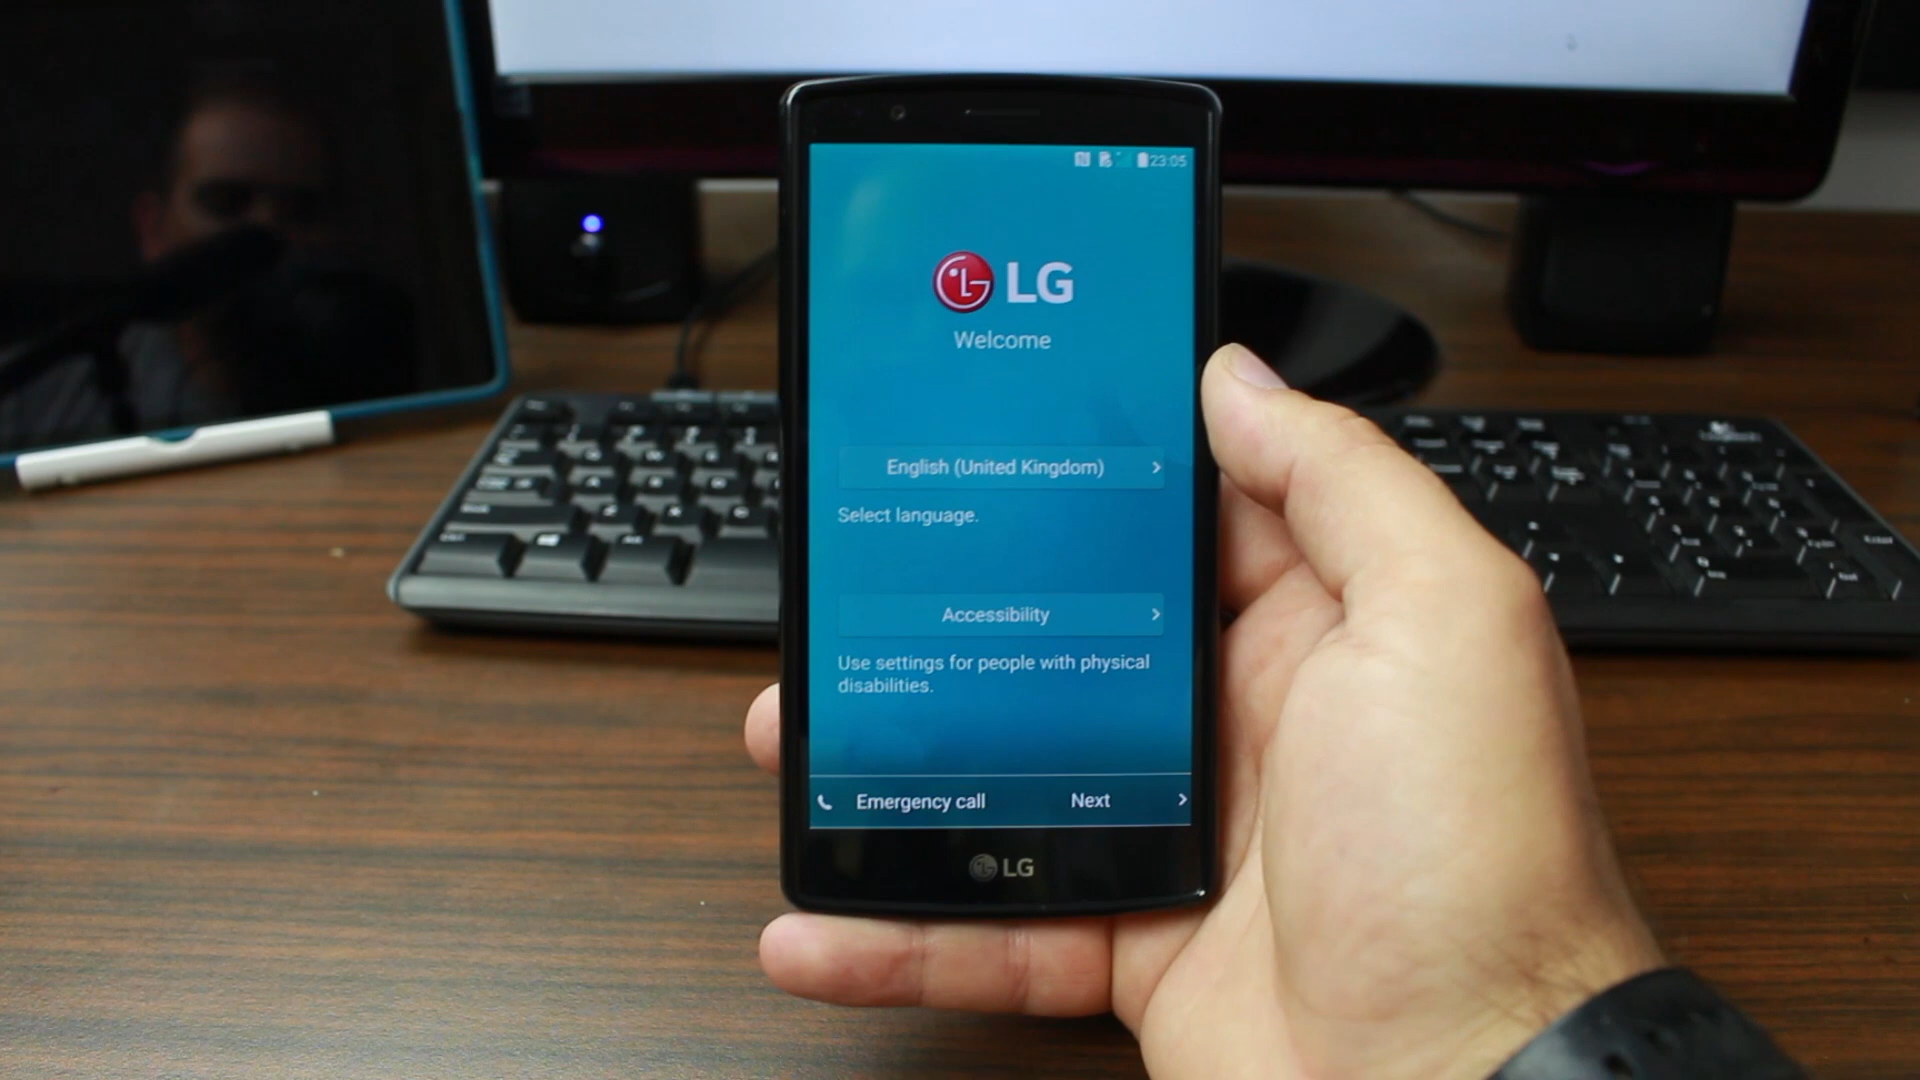 23:05
LG
Welcome
English (United Kingdom)
Select language.
Accessibility
Use settings for people with physical
disabilities.
Emergency call
Next
LG